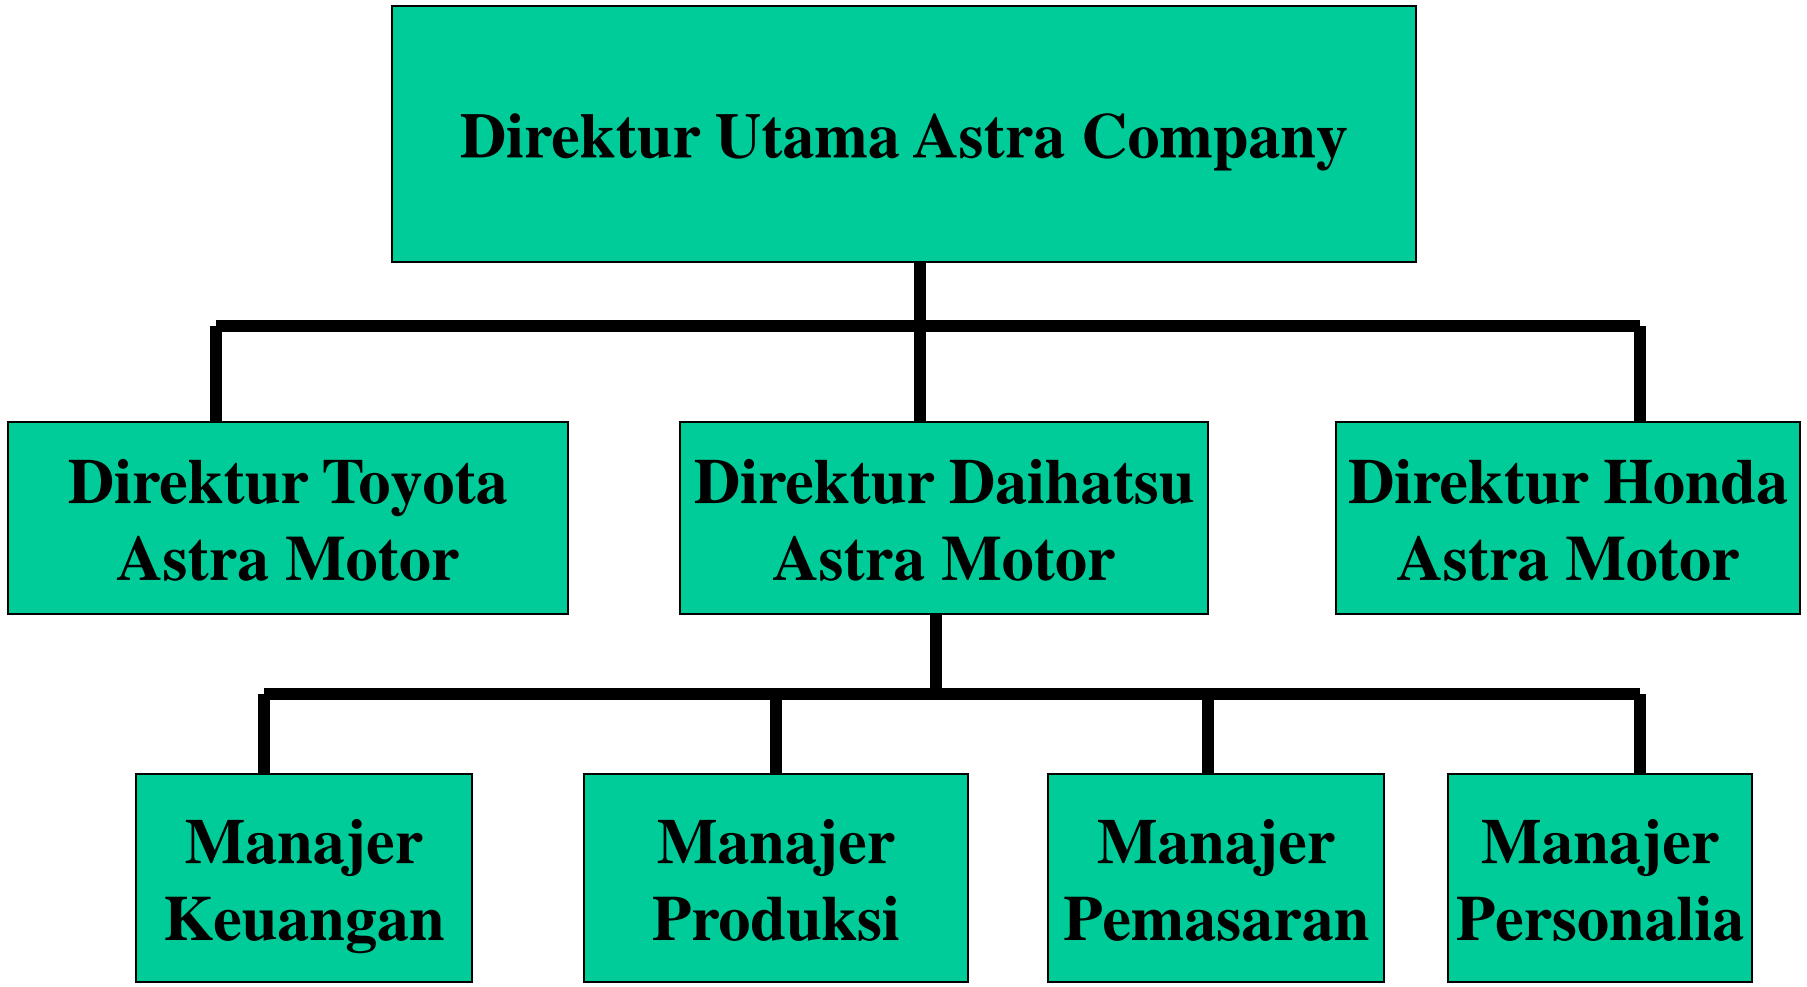 Direktur Utama Astra Company
Direktur Toyota
Astra Motor
Direktur Daihatsu
Astra Motor
Direktur Honda
Astra Motor
Manajer
Keuangan
Manajer
Produksi
Manajer
Pemasaran
Manajer
Personalia